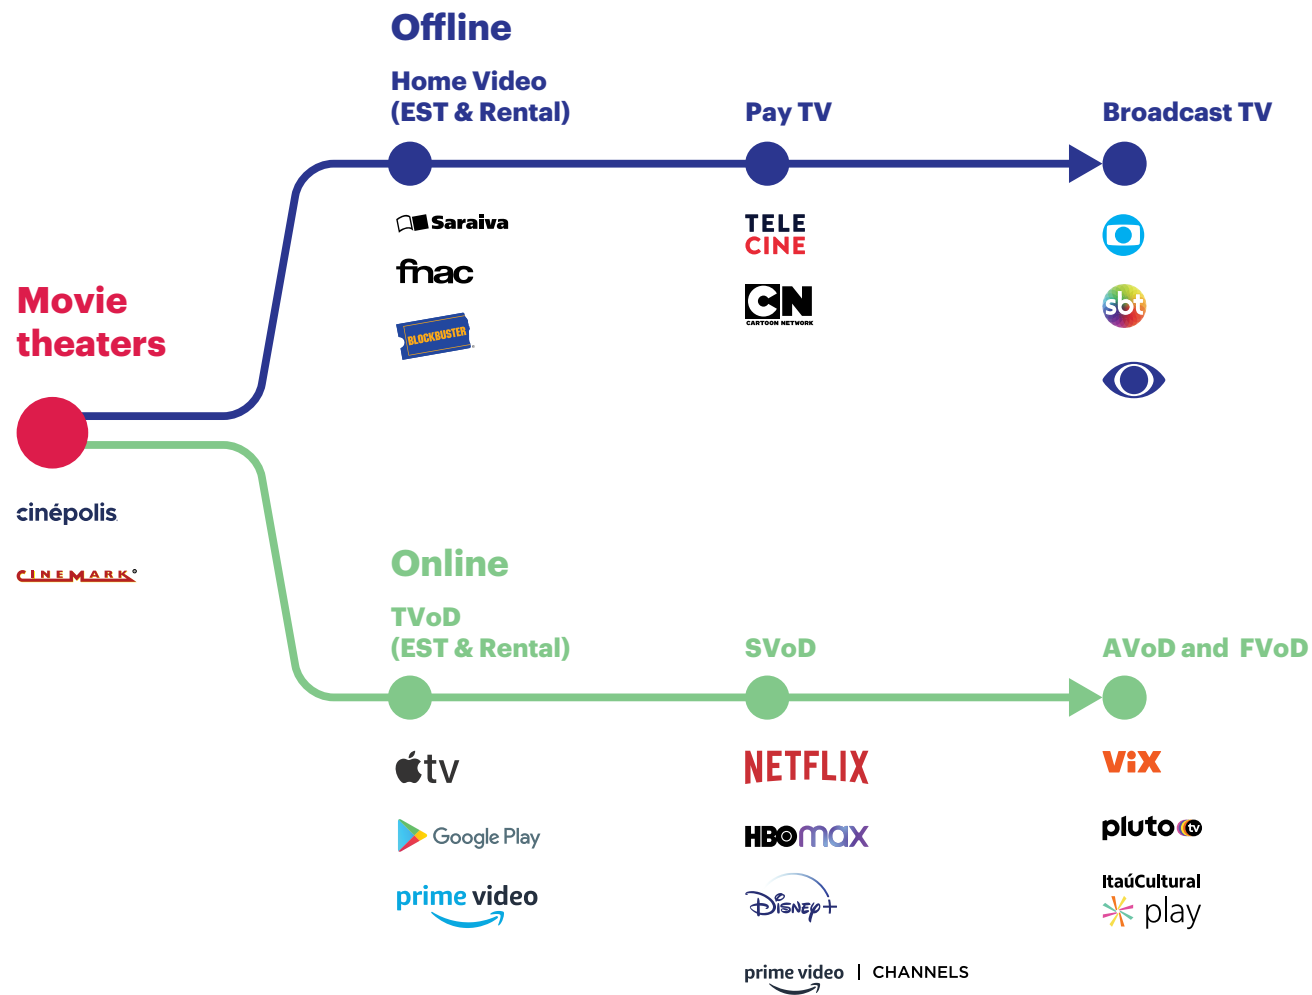 Offline
Home Video
(EST & Rental)
Pay TV
Broadcast TV
Saraiva
fnac
BLOCKBUSTER
TELE
CINE
CN
CARTOON NETWORK
sbt
Movie
theaters
cinépolis
CINEMARK
Online
TVoD
(EST & Rental)
SVoD
AVoD and FVoD
tv
Google Play
prime video
NETFLIX
HBOmax
Disney+
prime video | CHANNELS
ViX
pluto tv
ItaúCultural
play